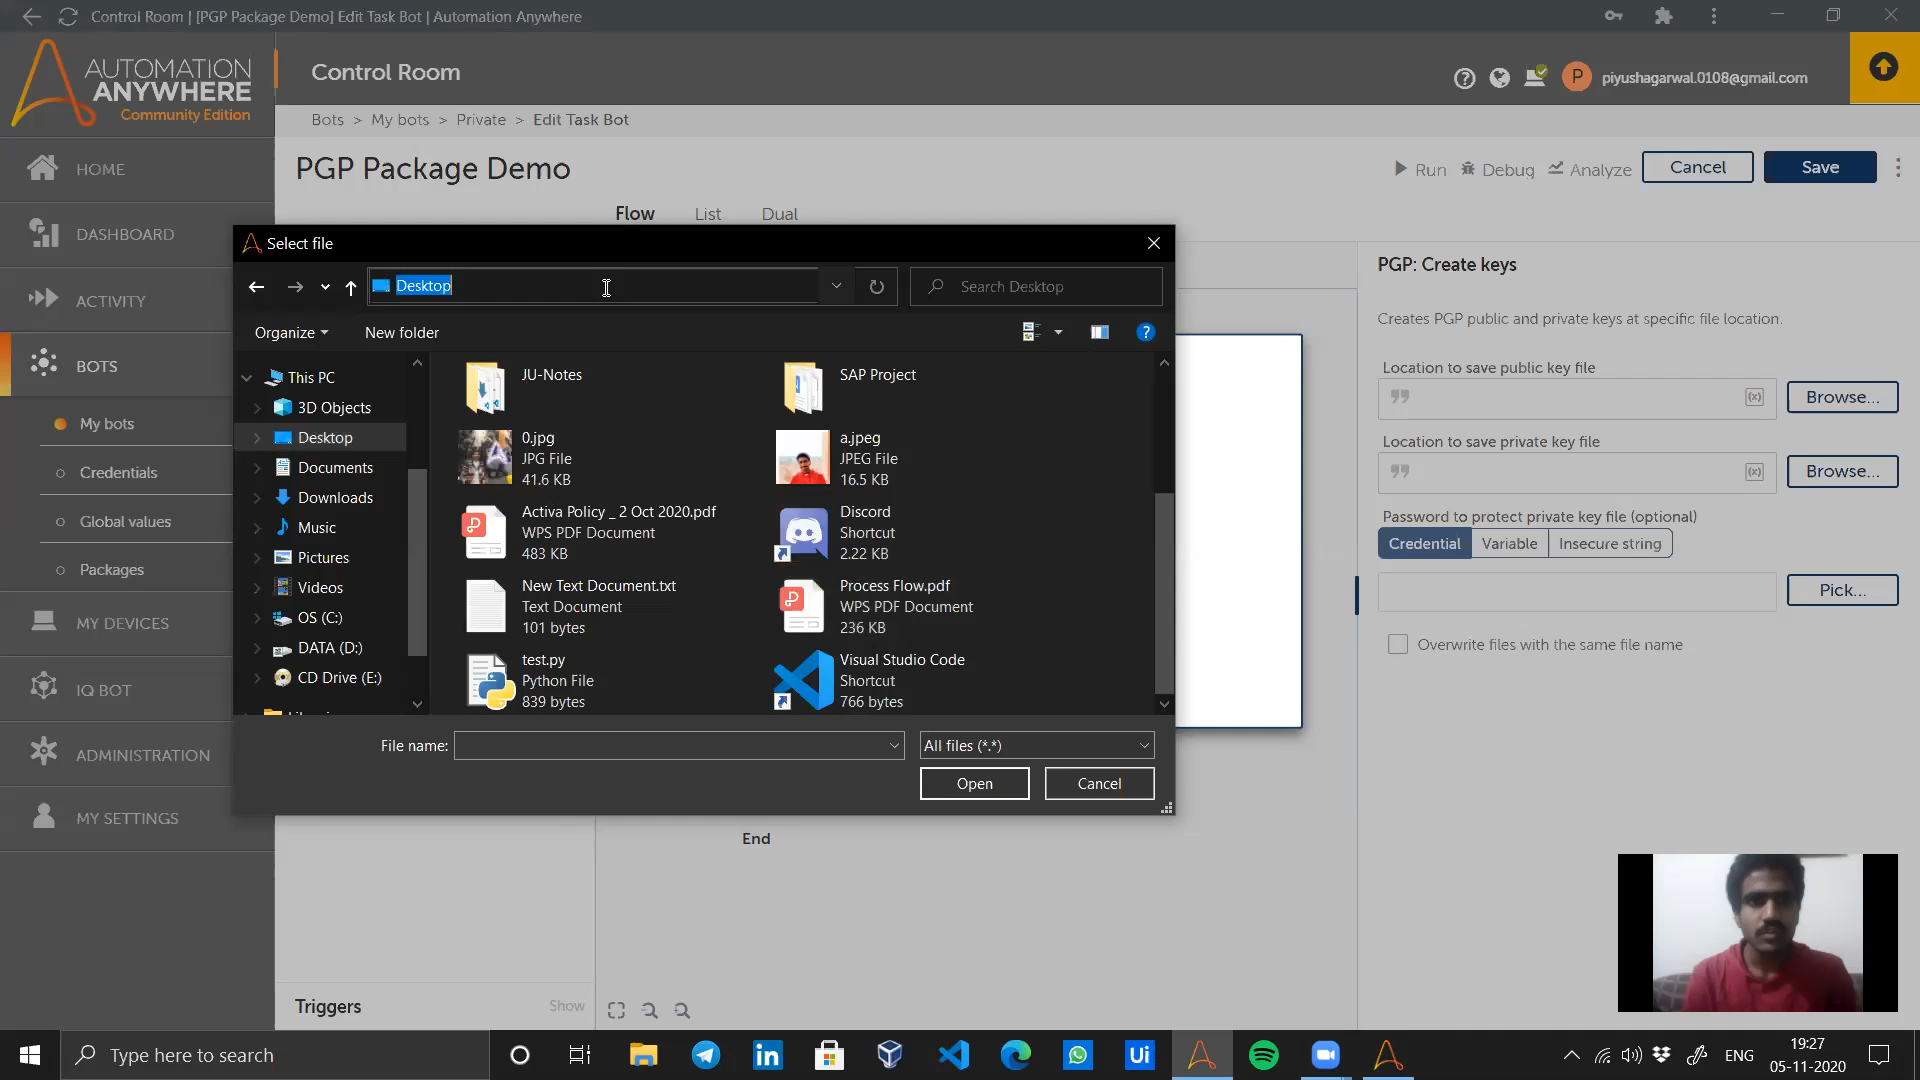 Control Room | [PGP Package Demo] Edit Task Bot | Automation Anywhere
AUTOMATION
ANYWHERE
Community Edition
Control Room
P
piyushagarwal.0108@gmail.com
Bots > My bots > Private > Edit Task Bot
PGP Package Demo
Run
Debug
Analyze
Cancel
Save
HOME
DASHBOARD
ACTIVITY
BOTS
My bots
Credentials
Global values
Packages
MY DEVICES
IQ BOT
ADMINISTRATION
MY SETTINGS
Flow
List
Dual
Select file
Desktop
Search Desktop
Organize
New folder
This PC
3D Objects
Desktop
Documents
Downloads
Music
Pictures
Videos
OS (C:)
DATA (D:)
CD Drive (E:)
JU-Notes
SAP Project
0.jpg
JPG File
41.6 KB
a.jpeg
JPEG File
16.5 KB
Activa Policy _ 2 Oct 2020.pdf
WPS PDF Document
483 KB
Discord
Shortcut
2.22 KB
New Text Document.txt
Text Document
101 bytes
Process Flow.pdf
WPS PDF Document
236 KB
test.py
Python File
839 bytes
Visual Studio Code
Shortcut
766 bytes
File name:
All files (*.*)
Open
Cancel
PGP: Create keys
Creates PGP public and private keys at specific file location.
Location to save public key file
(x)
Browse...
Location to save private key file
(x)
Browse...
Password to protect private key file (optional)
Credential
Variable
Insecure string
Pick...
Overwrite files with the same file name
End
Triggers
Show
Type here to search
Ui
ENG
19:27
05-11-2020